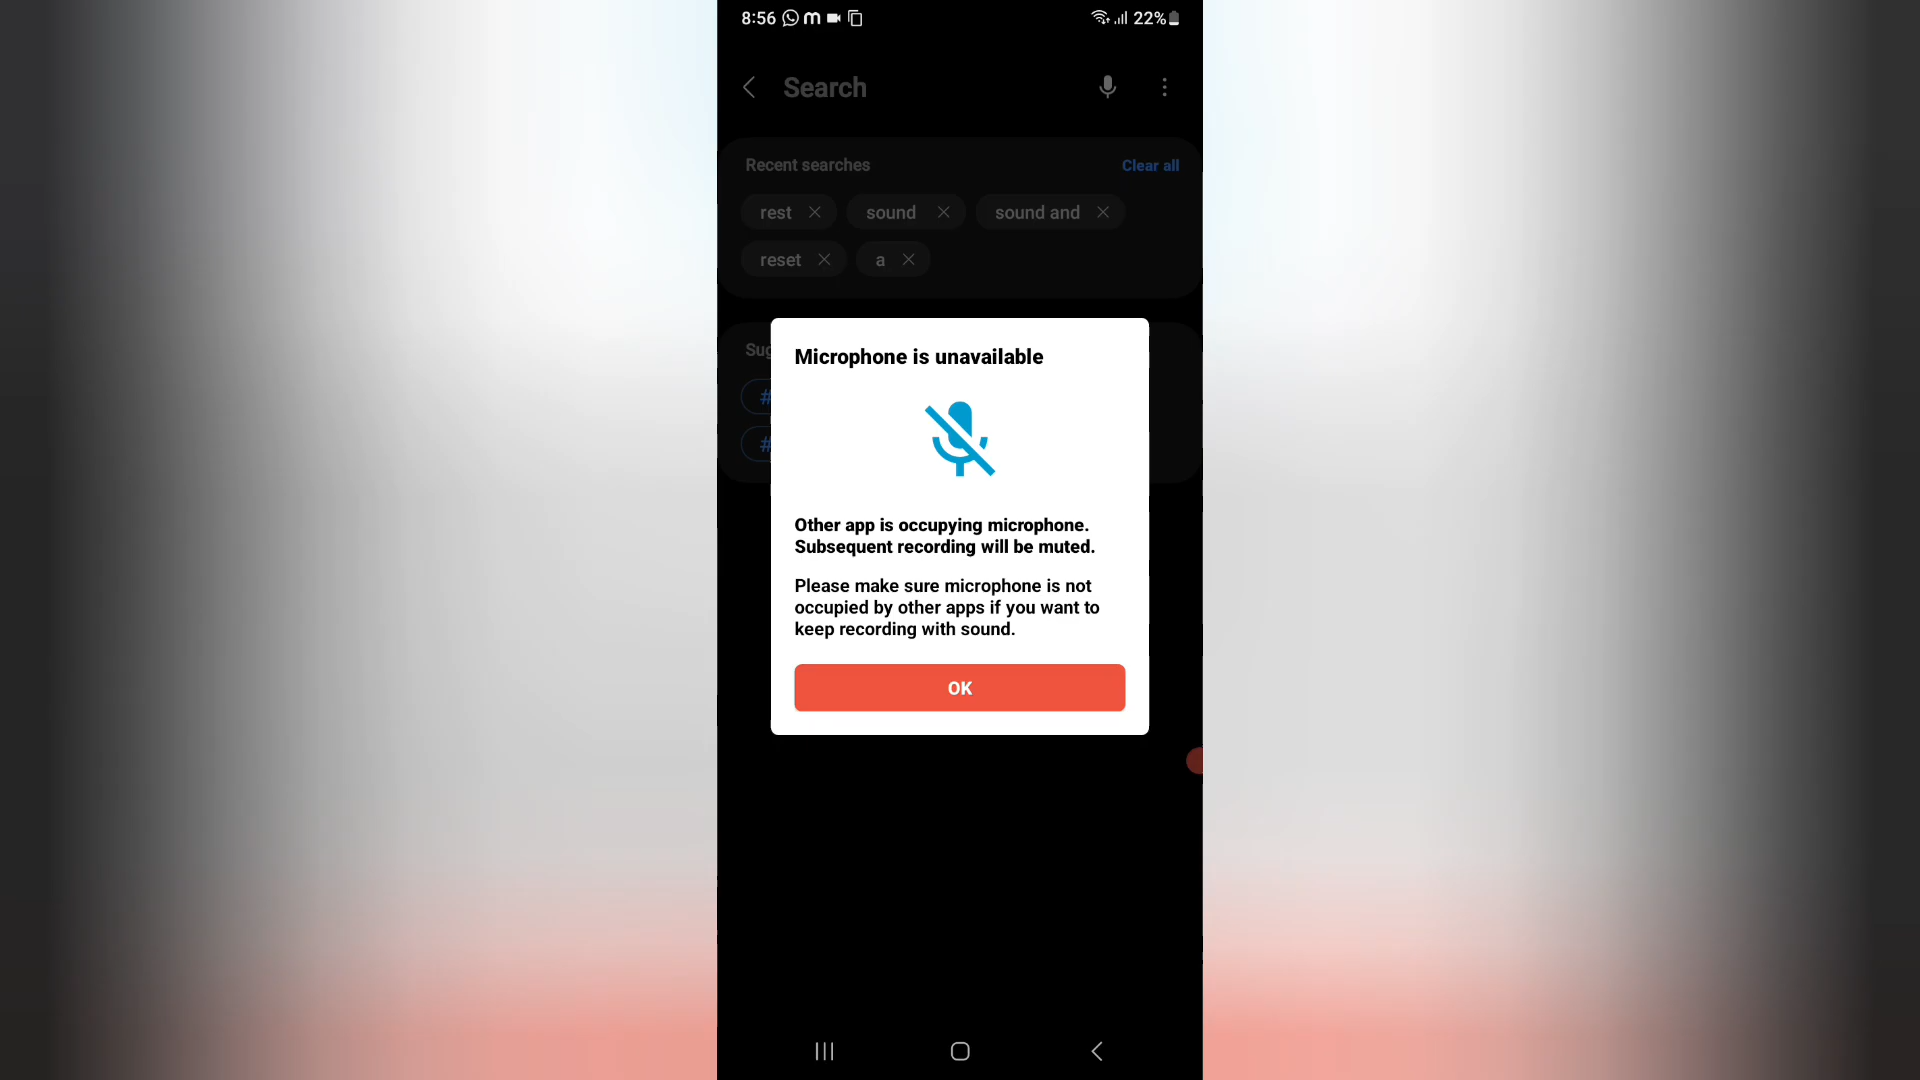 8:56 22%
Search
Recent searches Clear all
rest sound sound and
reset a
Sug
#
#
Microphone is unavailable
Other app is occupying microphone.
Subsequent recording will be muted.
Please make sure microphone is not
occupied by other apps if you want to
keep recording with sound.
OK